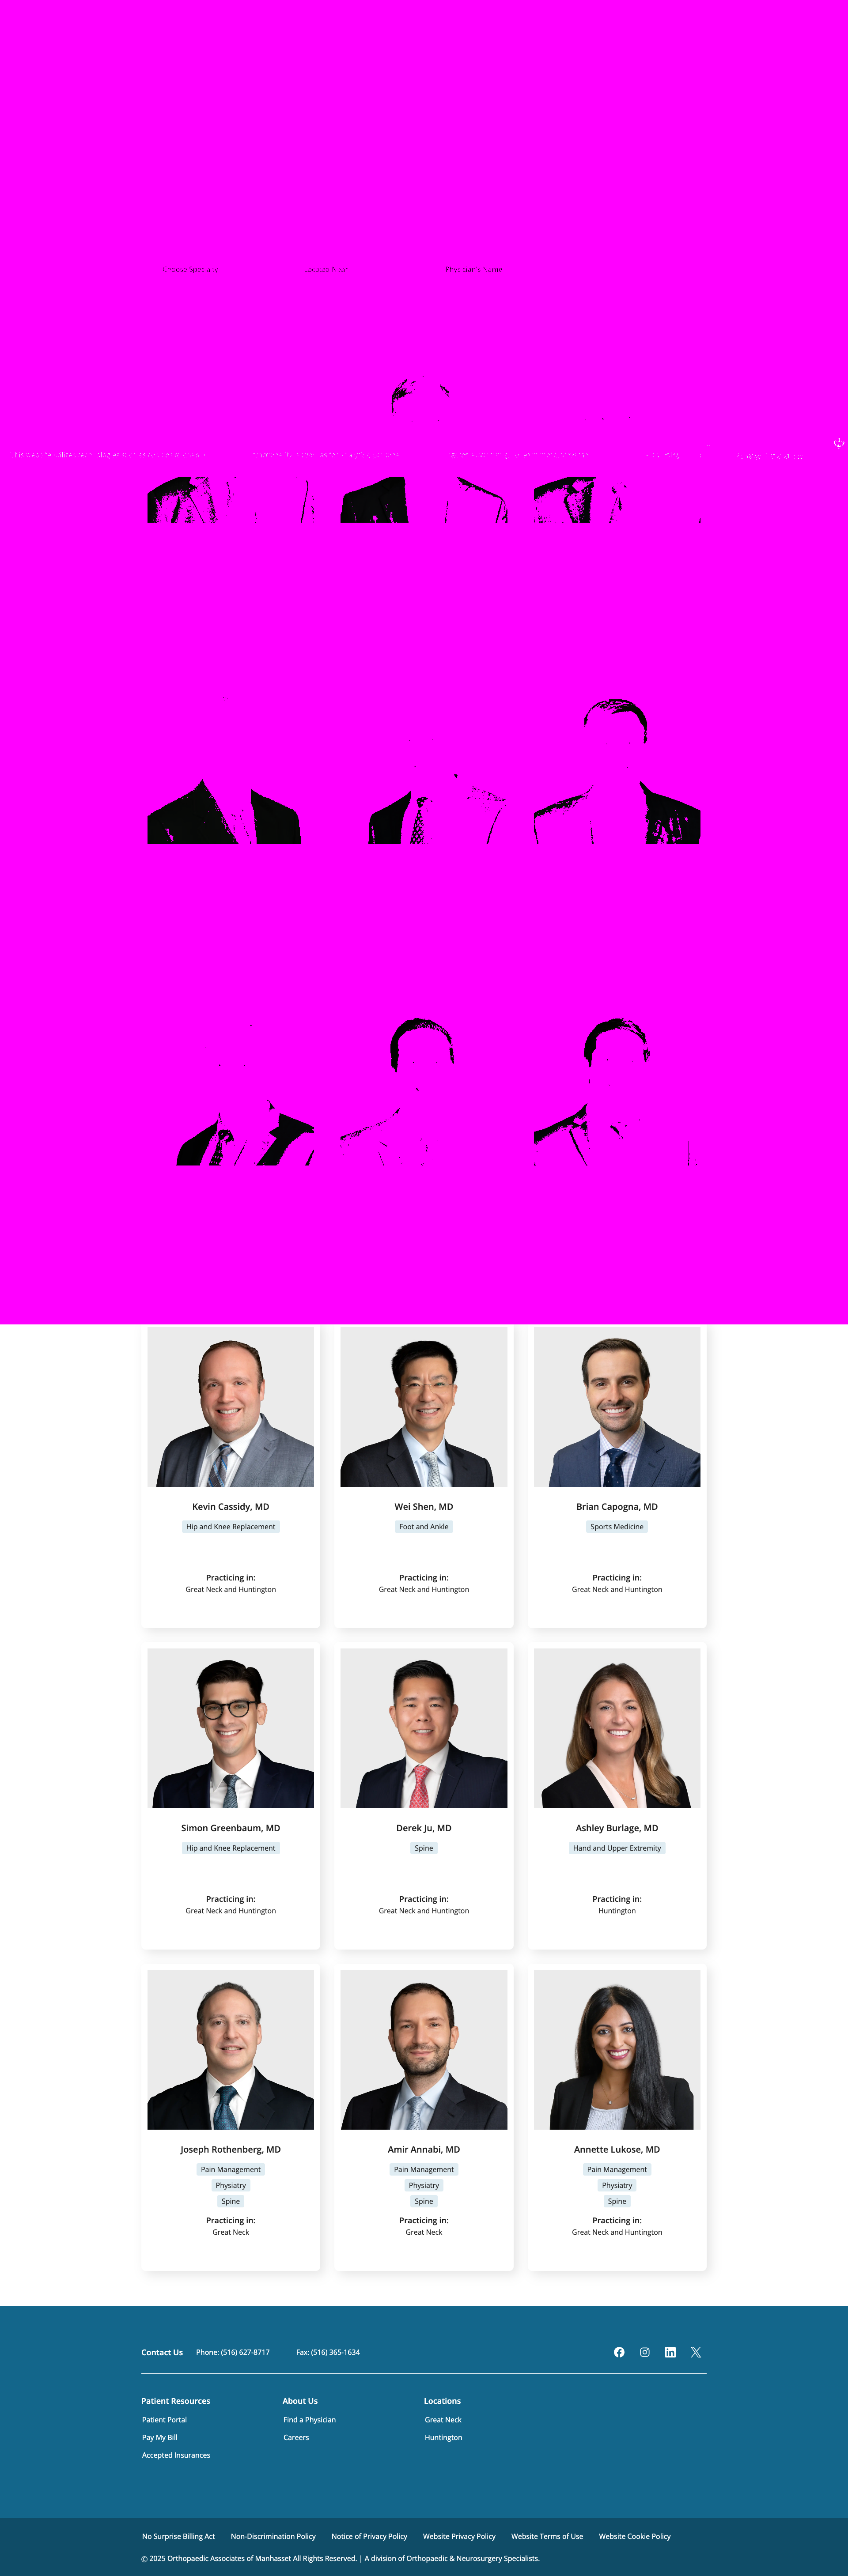 Choose Specialty
Located Near
Physician's Name
Kevin Cassidy, MD
Hip and Knee Replacement
Practicing in:
Great Neck and Huntington
Wei Shen, MD
Foot and Ankle
Practicing in:
Great Neck and Huntington
Brian Capogna, MD
Sports Medicine
Practicing in:
Great Neck and Huntington
Simon Greenbaum, MD
Hip and Knee Replacement
Practicing in:
Great Neck and Huntington
Derek Ju, MD
Spine
Practicing in:
Great Neck and Huntington
Ashley Burlage, MD
Hand and Upper Extremity
Practicing in:
Huntington
Joseph Rothenberg, MD
Pain Management
Physiatry
Spine
Practicing in:
Great Neck
Amir Annabi, MD
Pain Management
Physiatry
Spine
Practicing in:
Great Neck
Annette Lukose, MD
Pain Management
Physiatry
Spine
Practicing in:
Great Neck and Huntington
Contact Us Phone: (516) 627-8717 Fax: (516) 365-1634
Patient Resources
Patient Portal
Pay My Bill
Accepted Insurances
About Us
Find a Physician
Careers
Locations
Great Neck
Huntington
No Surprise Billing Act Non-Discrimination Policy Notice of Privacy Policy Website Privacy Policy Website Terms of Use Website Cookie Policy
© 2025 Orthopaedic Associates of Manhasset All Rights Reserved. | A division of Orthopaedic & Neurosurgery Specialists.